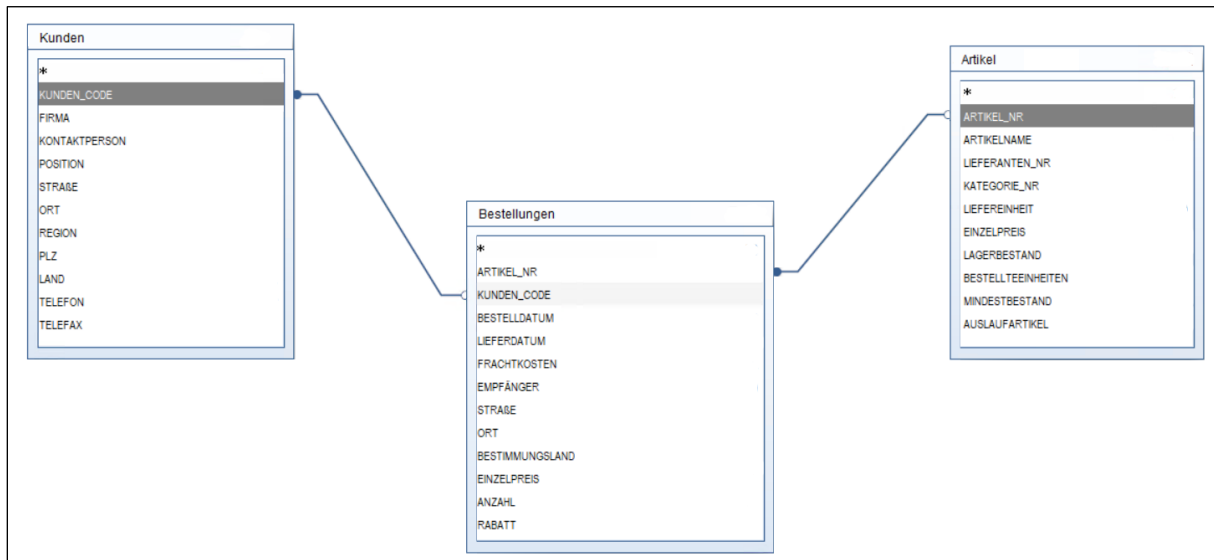 Kunden
*
KUNDEN_CODE
FIRMA
KONTAKTPERSON
POSITION
STRAßE
ORT
REGION
PLZ
LAND
TELEFON
TELEFAX
Bestellungen
*
ARTIKEL_NR
KUNDEN_CODE
BESTELLDATUM
LIEFERDATUM
FRACHTKOSTEN
EMPFÄNGER
STRAßE
ORT
BESTIMMUNGSLAND
EINZELPREIS
ANZAHL
RABATT
Artikel
*
ARTIKEL_NR
ARTIKELNAME
LIEFERANTEN_NR
KATEGORIE_NR
LIEFEREINHEIT
EINZELPREIS
LAGERBESTAND
BESTELLTEEINHEITEN
MINDESTBESTAND
AUSLAUFARTIKEL